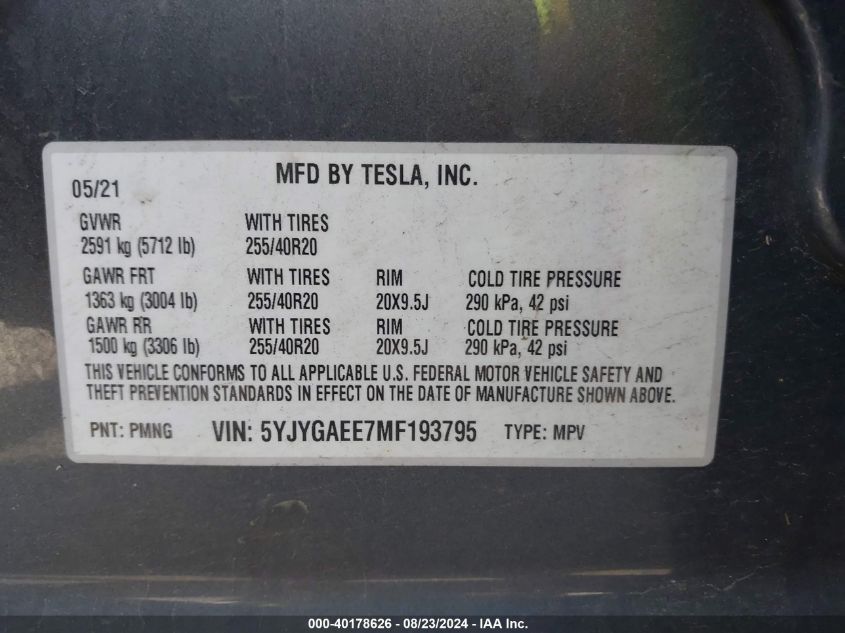 MFD BY TESLA, INC.
05/21
GVWR WITH TIRES
2591 kg (5712 lb) 255/40R20
GAWR FRT WITH TIRES RIM COLD TIRE PRESSURE
1363 kg (3004 lb) 255/40R20 20X9.5J 290 kPa, 42 psi
GAWR RR WITH TIRES RIM COLD TIRE PRESSURE
1500 kg (3306 lb) 255/40R20 20X9.5J 290 kPa, 42 psi
THIS VEHICLE CONFORMS TO ALL APPLICABLE U.S. FEDERAL MOTOR VEHICLE SAFETY AND
THEFT PREVENTION STANDARDS IN EFFECT ON THE DATE OF MANUFACTURE SHOWN ABOVE.
PNT: PMNG VIN: 5YJYGAEE7MF193795 TYPE: MPV
000-40178626 - 08/23/2024 - IAA Inc.